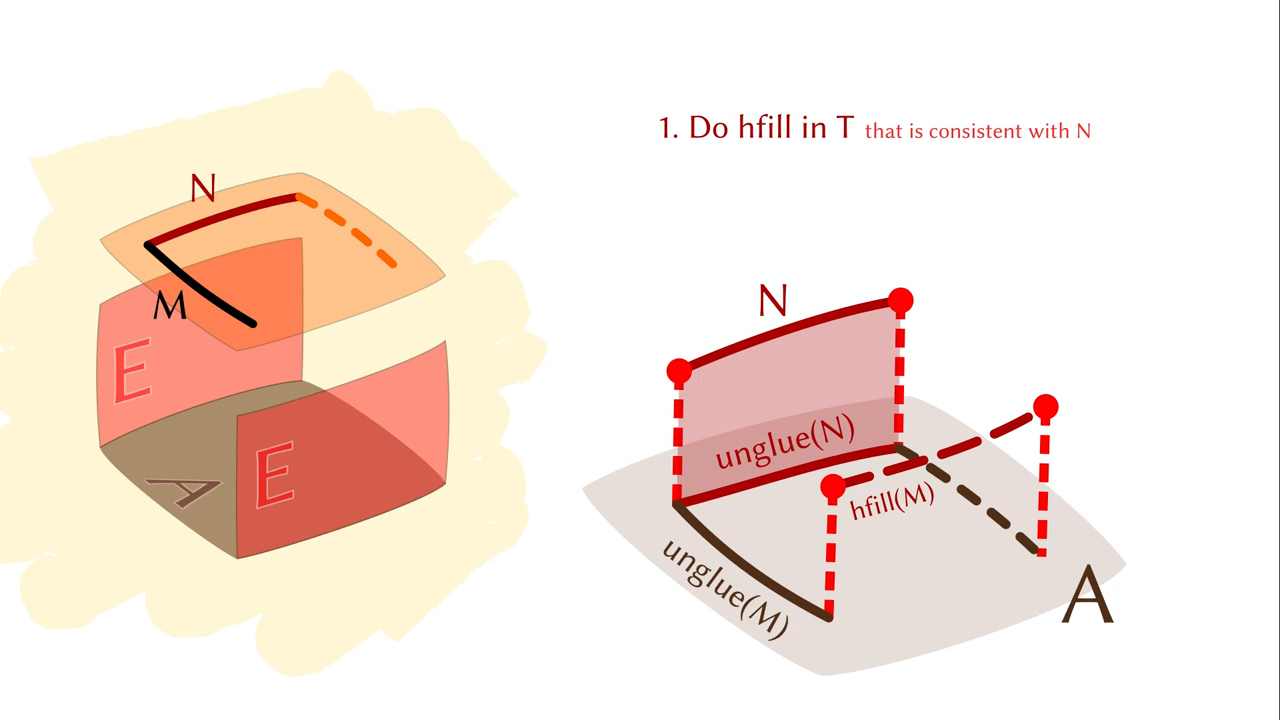 1. Do hfill in T that is consistent with N
N
M
E
E
A
N
unglue(N)
hfill(M)
unglue(M)
A